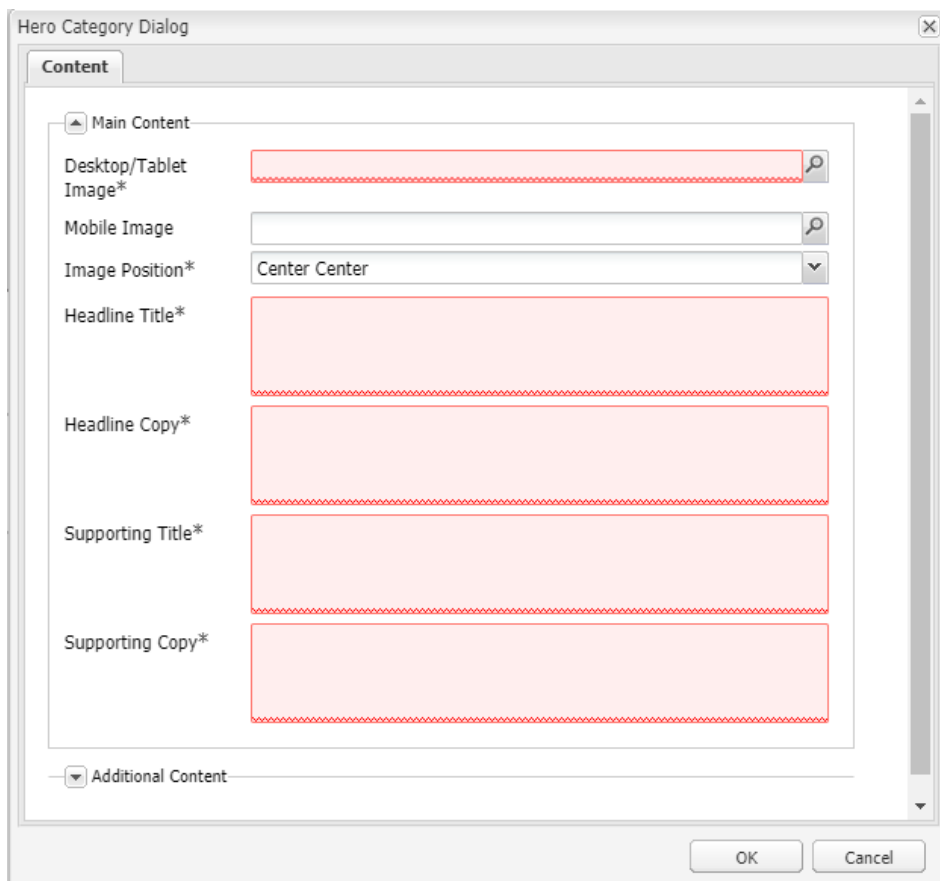 Hero Category Dialog
Content
Main Content
Desktop/Tablet
Image*
Mobile Image
Image Position*
Center Center
Headline Title*
Headline Copy*
Supporting Title*
Supporting Copy*
Additional Content
OK
Cancel